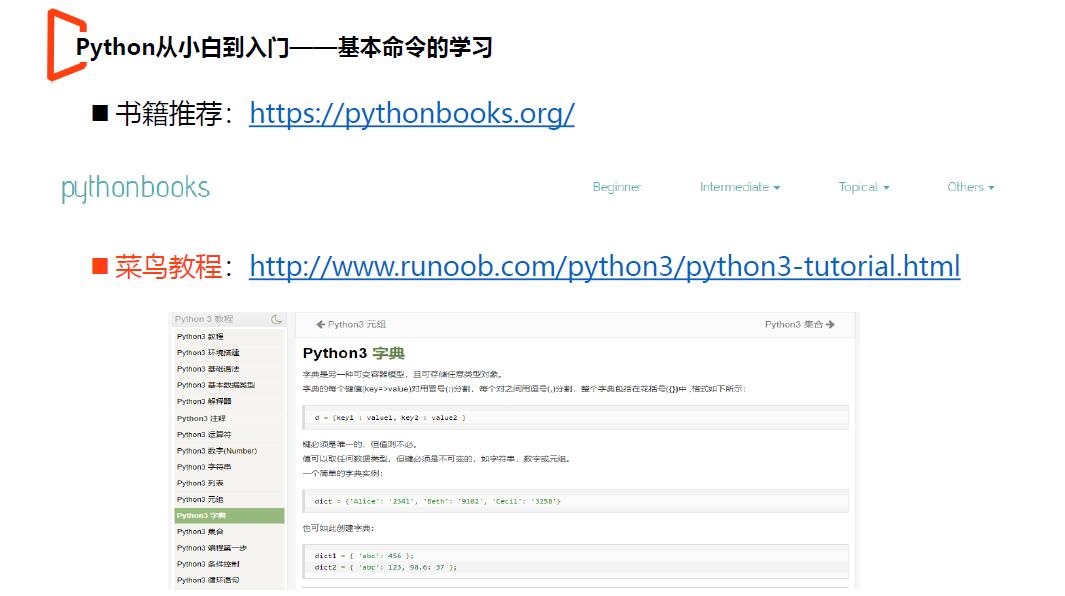 Python从小白到入门——基本命令的学习
■ 书籍推荐：https://pythonbooks.org/
pythonbooks Beginner Intermediate Topical Others
■ 菜鸟教程：http://www.runoob.com/python3/python3-tutorial.html
Python 3 教程
Python3 教程
Python3 环境搭建
Python3 基础语法
Python3 基本数据类型
Python3 解释器
Python3 注释
Python3 运算符
Python3 数字(Number)
Python3 字符串
Python3 列表
Python3 元组
Python3 字典
Python3 集合
Python3 编程第一步
Python3 条件控制
Python3 循环语句
← Python3 元组 Python3 集合 →
Python3 字典
字典是另一种可变容器模型，且可存储任意类型对象。
字典的每个键值(key=>value)对用冒号(:)分割，每个对之间用逗号(,)分割，整个字典包括在花括号({})中 ,格式如下所示：
d = {key1 : value1, key2 : value2 }
键必须是唯一的，但值则不必。
值可以取任何数据类型，但键必须是不可变的，如字符串，数字或元组。
一个简单的字典实例：
dict = {'Alice': '2341', 'Beth': '9102', 'Cecil': '3258'}
也可如此创建字典：
dict1 = { 'abc': 456 };
dict2 = { 'abc': 123, 98.6: 37 };